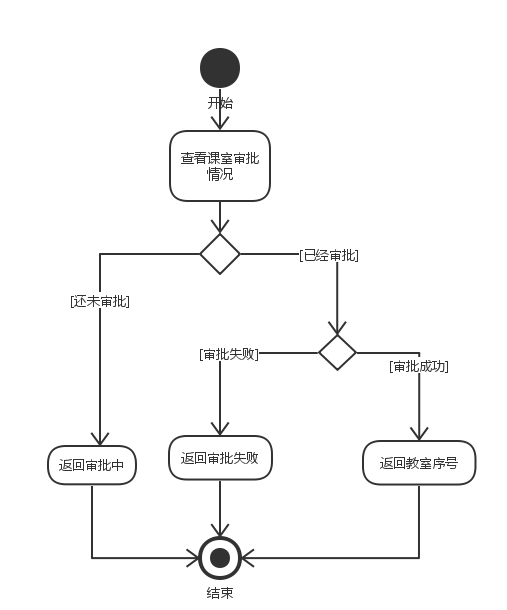 开始
查看课室审批
情况
[已经审批]
[还未审批]
[审批失败]
[审批成功]
返回审批中
返回审批失败
返回教室序号
结束